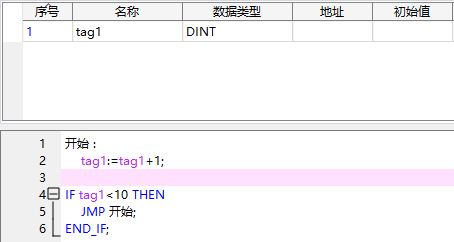 序号 名称 数据类型 地址 初始值
1 tag1 DINT
1 开始：
2 tag1:=tag1+1;
3
4 IF tag1<10 THEN
5 JMP 开始;
6 END_IF;